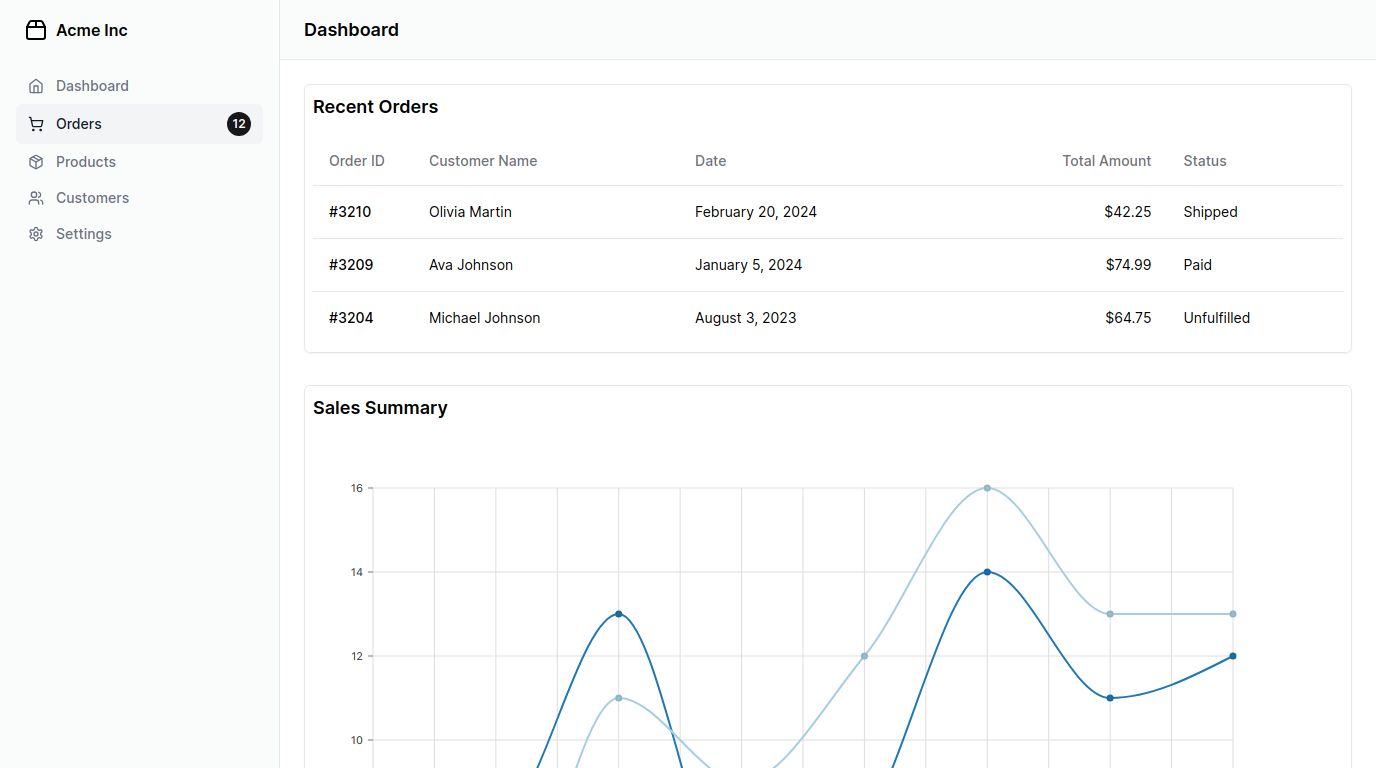 Acme Inc
Dashboard
Orders 12
Products
Customers
Settings
Dashboard
Recent Orders
Order ID Customer Name Date Total Amount Status
#3210 Olivia Martin February 20, 2024 $42.25 Shipped
#3209 Ava Johnson January 5, 2024 $74.99 Paid
#3204 Michael Johnson August 3, 2023 $64.75 Unfulfilled
Sales Summary
16
14
12
10